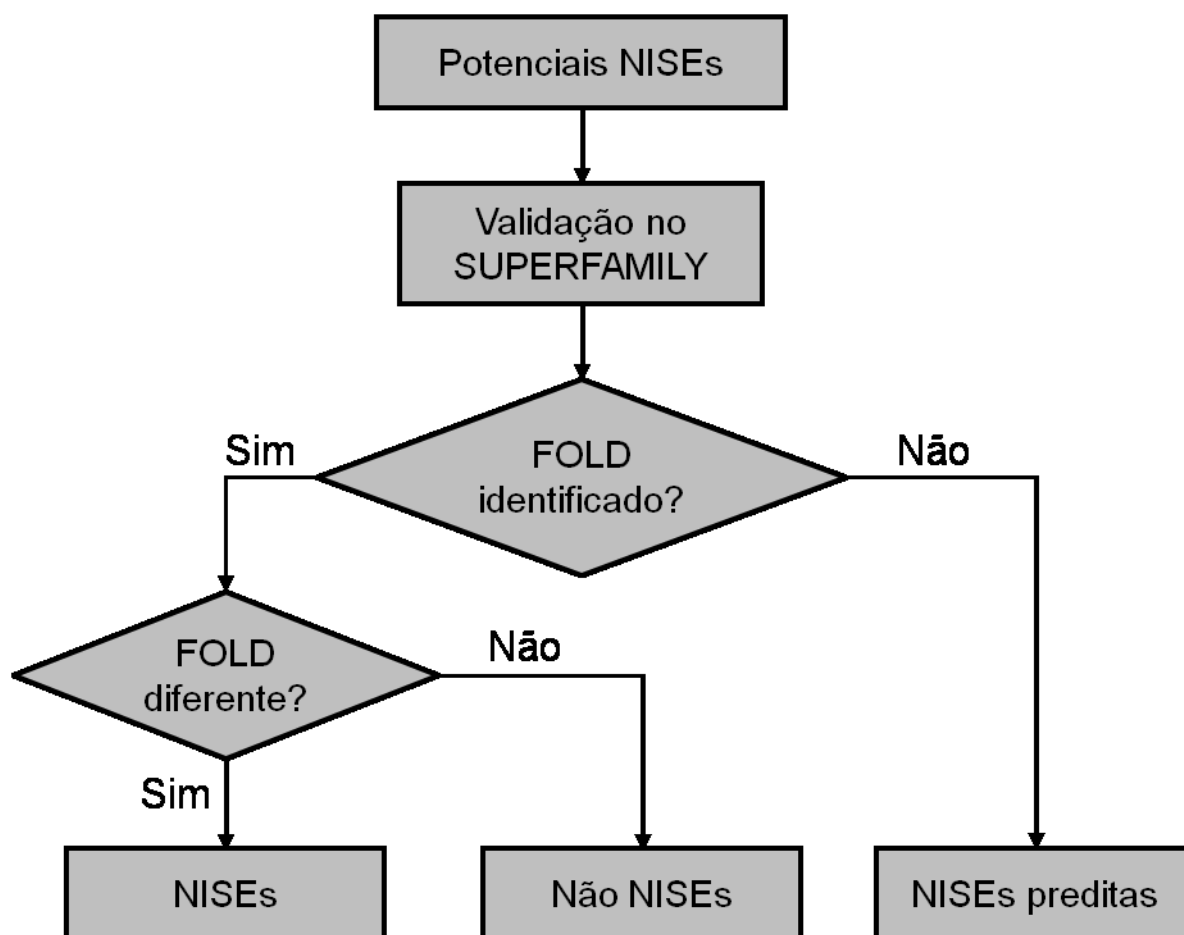 Potenciais NISEs
Validação no
SUPERFAMILY
Sim
FOLD
identificado?
Não
FOLD
diferente?
Não
Sim
NISEs
Não NISEs
NISEs preditas